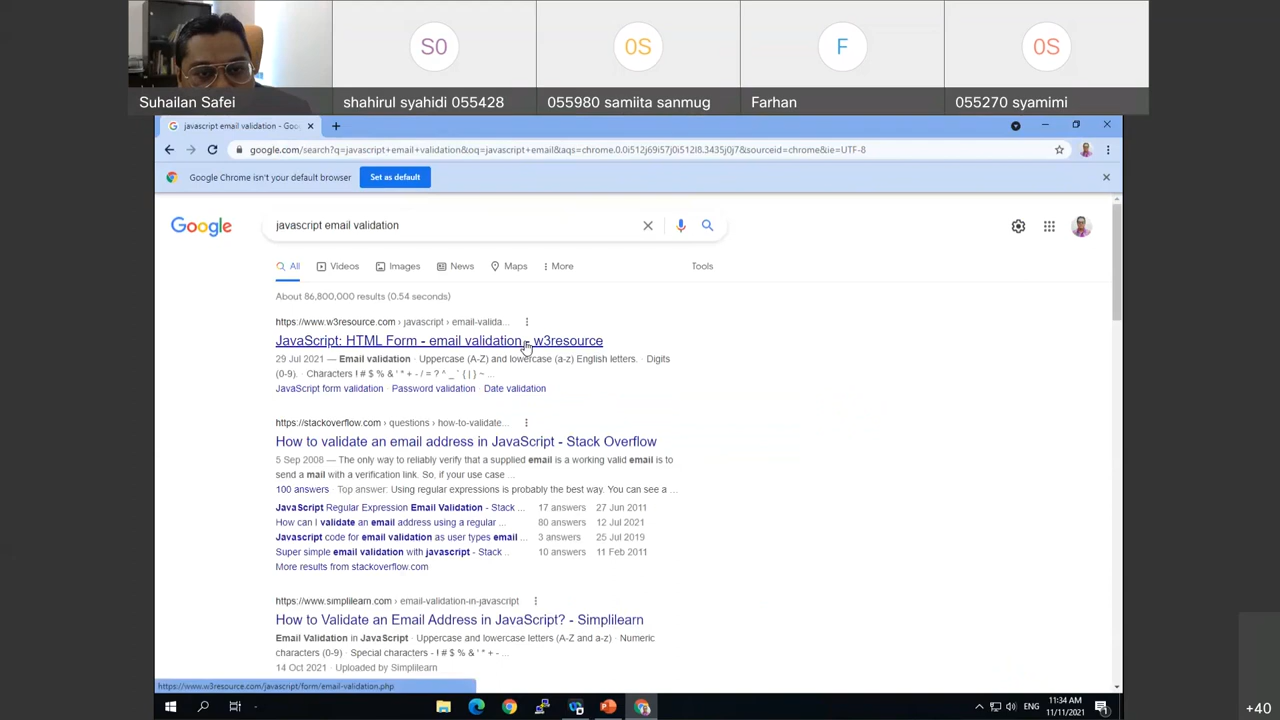 S0
0S
F
0S
Suhailan Safei
shahirul syahidi 055428
055980 samiita sanmug
Farhan
055270 syamimi
javascript email validation - Goo
google.com/search?q=javascript+email+validation&oq=javascript+email&aqs=chrome.0.0i512j69i57j0i512l8.3435j0j7&sourceid=chrome&ie=UTF-8
Google Chrome isn't your default browser
Set as default
Google
javascript email validation
All
Videos
Images
News
Maps
More
Tools
About 86,800,000 results (0.54 seconds)
https://www.w3resource.com › javascript › email-valida...
JavaScript: HTML Form - email validation - w3resource
29 Jul 2021 — Email validation · Uppercase (A-Z) and lowercase (a-z) English letters. · Digits
(0-9). · Characters ! # $ % & ' * + - / = ? ^ _ ` { | } ~ ...
JavaScript form validation · Password validation · Date validation
https://stackoverflow.com › questions › how-to-validate...
How to validate an email address in JavaScript - Stack Overflow
5 Sep 2008 — The only way to reliably verify that a supplied email is a working valid email is to
send a mail with a verification link. So, if your use case ...
100 answers · Top answer: Using regular expressions is probably the best way. You can see a ...
JavaScript Regular Expression Email Validation - Stack ... 17 answers 27 Jun 2011
How can I validate an email address using a regular ... 80 answers 12 Jul 2021
Javascript code for email validation as user types email ... 3 answers 25 Jul 2019
Super simple email validation with javascript - Stack ... 10 answers 11 Feb 2011
More results from stackoverflow.com
https://www.simplilearn.com › email-validation-in-javascript
How to Validate an Email Address in JavaScript? - Simplilearn
Email Validation in JavaScript · Uppercase and lowercase letters (A-Z and a-z) · Numeric
characters (0-9) · Special characters - ! # $ % & ' * + - ...
14 Oct 2021 · Uploaded by Simplilearn
https://www.w3resource.com/javascript/form/email-validation.php
ENG
11:34 AM
11/11/2021
+40